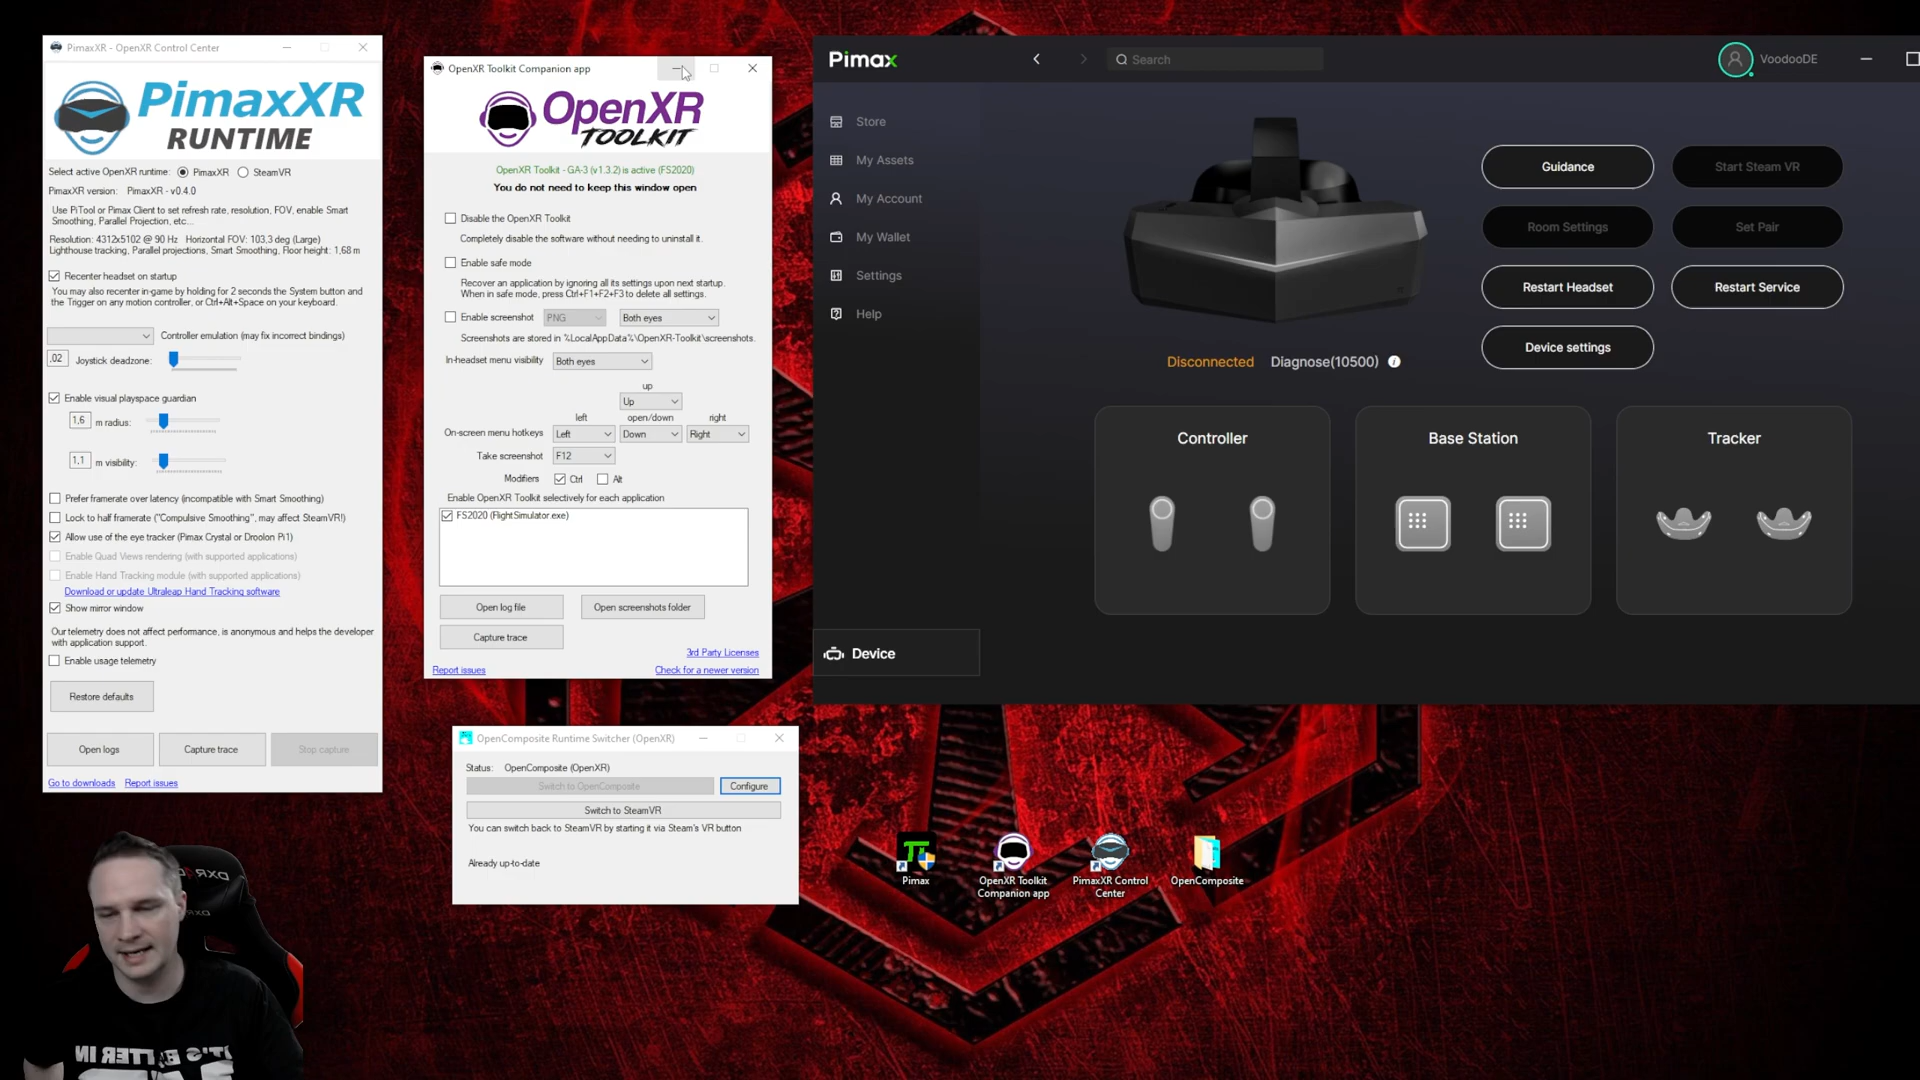 PimaxXR - OpenXR Control Center
PimaxXR
RUNTIME
Select active OpenXR runtime: PimaxXR SteamVR
PimaxXR version: PimaxXR - v0.4.0
Use PiTool or Pimax Client to set refresh rate, resolution, FOV, enable Smart
Smoothing, Parallel Projection, etc...
Resolution: 4312x5102 @ 90 Hz Horizontal FOV: 103,3 deg (Large)
Lighthouse tracking, Parallel projections, Smart Smoothing, Floor height: 1,68 m
Recenter headset on startup
You may also recenter in-game by holding for 2 seconds the System button and
the Trigger on any motion controller, or Ctrl+Alt+Space on your keyboard.
Controller emulation (may fix incorrect bindings)
.02 Joystick deadzone:
Enable visual playspace guardian
1,6 m radius:
1,1 m visibility:
Prefer framerate over latency (incompatible with Smart Smoothing)
Lock to half framerate ("Compulsive Smoothing", may affect SteamVR!)
Allow use of the eye tracker (Pimax Crystal or Droolon Pi1)
Enable Quad Views rendering (with supported applications)
Enable Hand Tracking module (with supported applications)
Download or update Ultraleap Hand Tracking software
Show mirror window
Our telemetry does not affect performance, is anonymous and helps the developer
with application support.
Enable usage telemetry
Restore defaults
Open logs Capture trace Stop capture
Go to downloads Report issues
OpenXR Toolkit Companion app
OpenXR
TOOLKIT
OpenXR Toolkit - GA-3 (v1.3.2) is active (FS2020)
You do not need to keep this window open
Disable the OpenXR Toolkit
Completely disable the software without needing to uninstall it.
Enable safe mode
Recover an application by ignoring all its settings upon next startup.
When in safe mode, press Ctrl+F1+F2+F3 to delete all settings.
Enable screenshot PNG Both eyes
Screenshots are stored in %LocalAppData%\OpenXR-Toolkit\screenshots.
In-headset menu visibility Both eyes
up
Up
left open/down right
On-screen menu hotkeys Left Down Right
Take screenshot F12
Modifiers Ctrl Alt
Enable OpenXR Toolkit selectively for each application
FS2020 (FlightSimulator.exe)
Open log file Open screenshots folder
Capture trace
3rd Party Licenses
Report issues Check for a newer version
OpenComposite Runtime Switcher (OpenXR)
Status: OpenComposite (OpenXR)
Switch to OpenComposite Configure
Switch to SteamVR
You can switch back to SteamVR by starting it via Steam's VR button
Already up-to-date
Pimax
Search
VoodooDE
Store
My Assets
My Account
My Wallet
Settings
Help
Device
Guidance Start Steam VR
Room Settings Set Pair
Restart Headset Restart Service
Device settings
Disconnected Diagnose(10500)
Controller Base Station Tracker
Pimax
OpenXR Toolkit
Companion app
PimaxXR Control
Center
OpenComposite